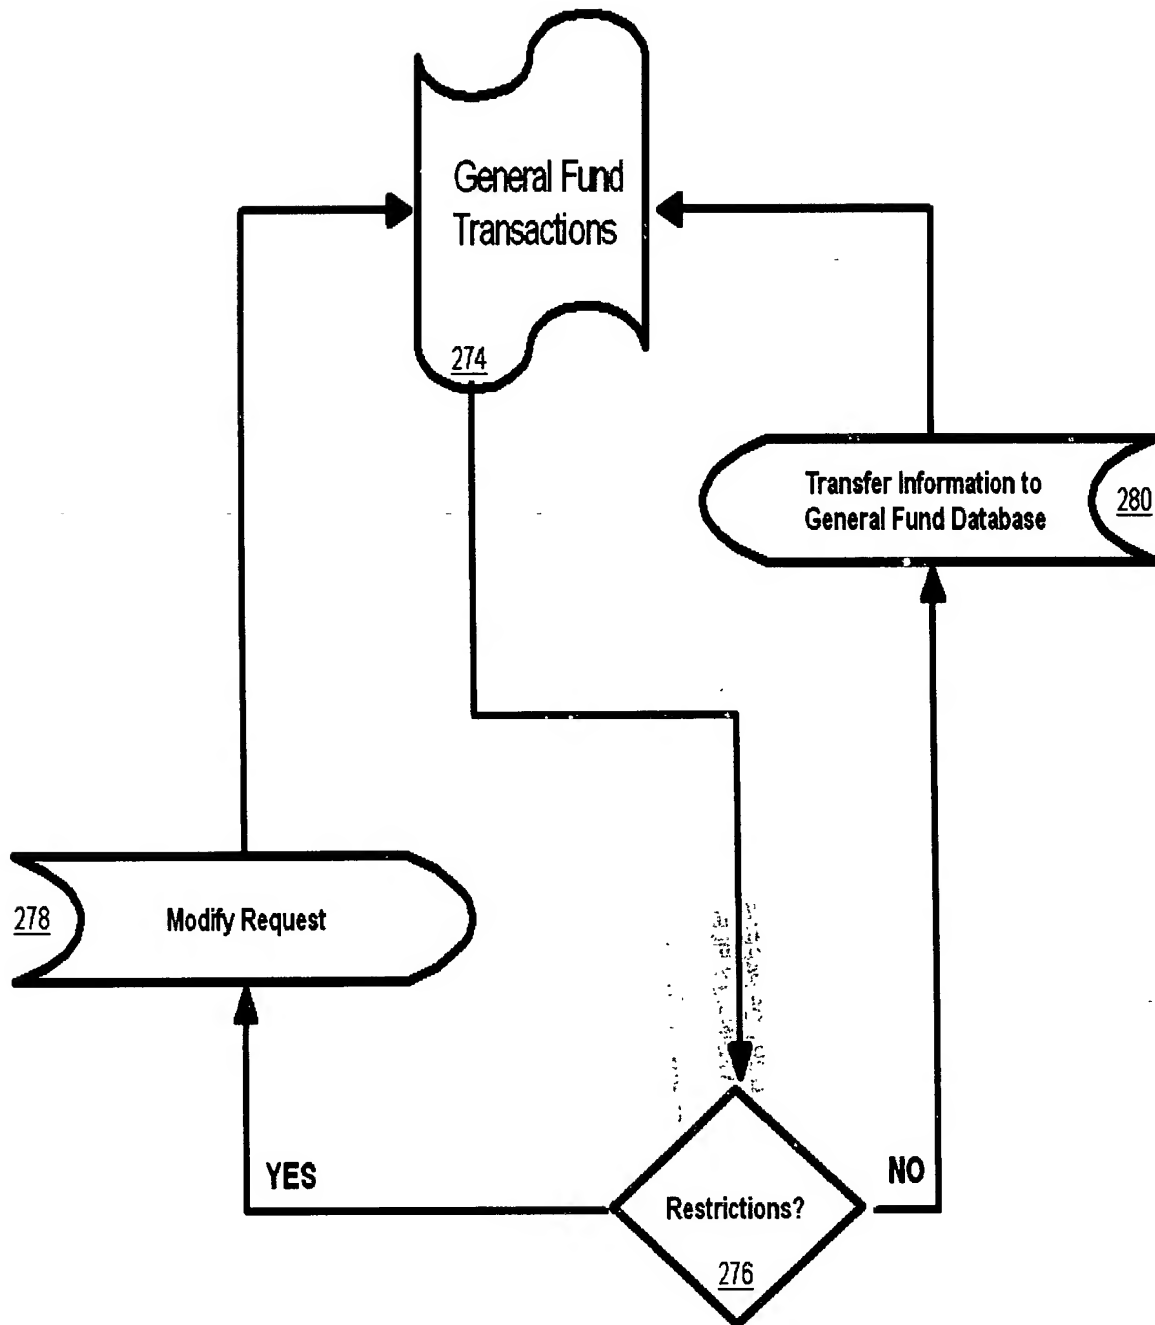 General Fund
Transactions
274
Transfer Information to
General Fund Database
280
278
Modify Request
YES
NO
Restrictions?
276